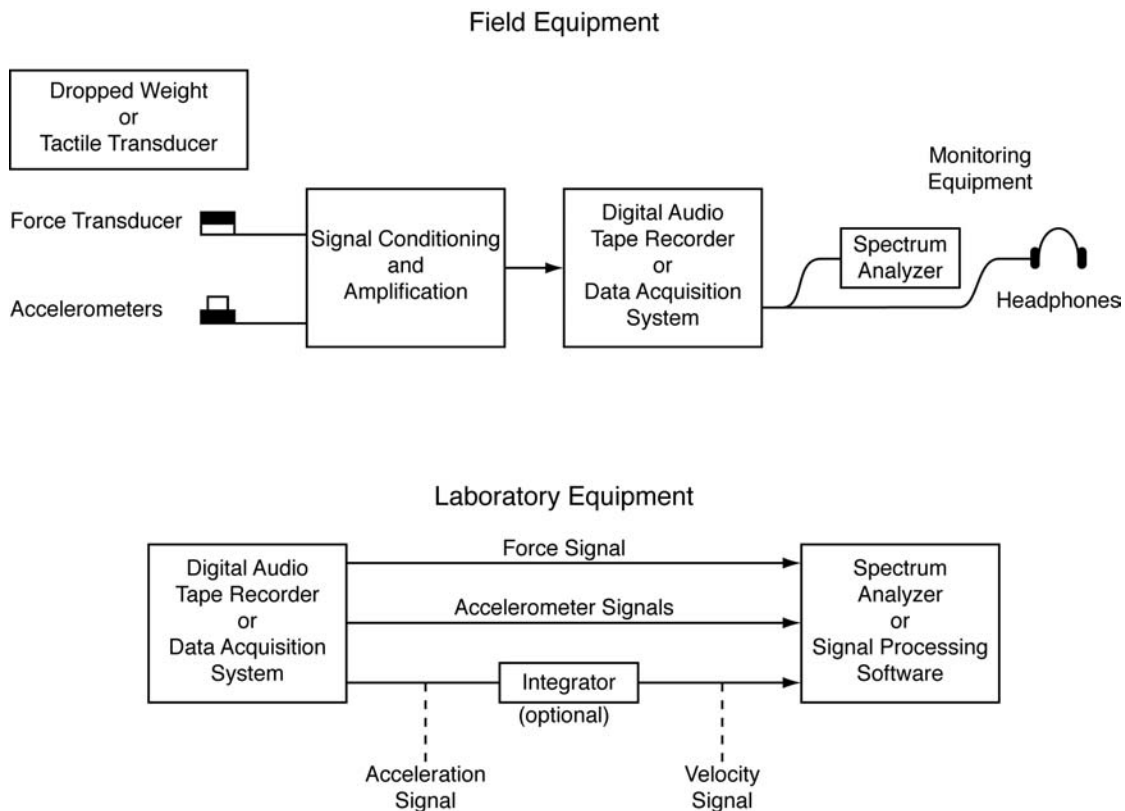 Field Equipment
Dropped Weight
or
Tactile Transducer
Force Transducer
Accelerometers
Signal Conditioning
and
Amplification
Digital Audio
Tape Recorder
or
Data Acquisition
System
Monitoring
Equipment
Spectrum
Analyzer
Headphones
Laboratory Equipment
Digital Audio
Tape Recorder
or
Data Acquisition
System
Force Signal
Accelerometer Signals
Integrator
(optional)
Acceleration
Signal
Velocity
Signal
Spectrum
Analyzer
or
Signal Processing
Software